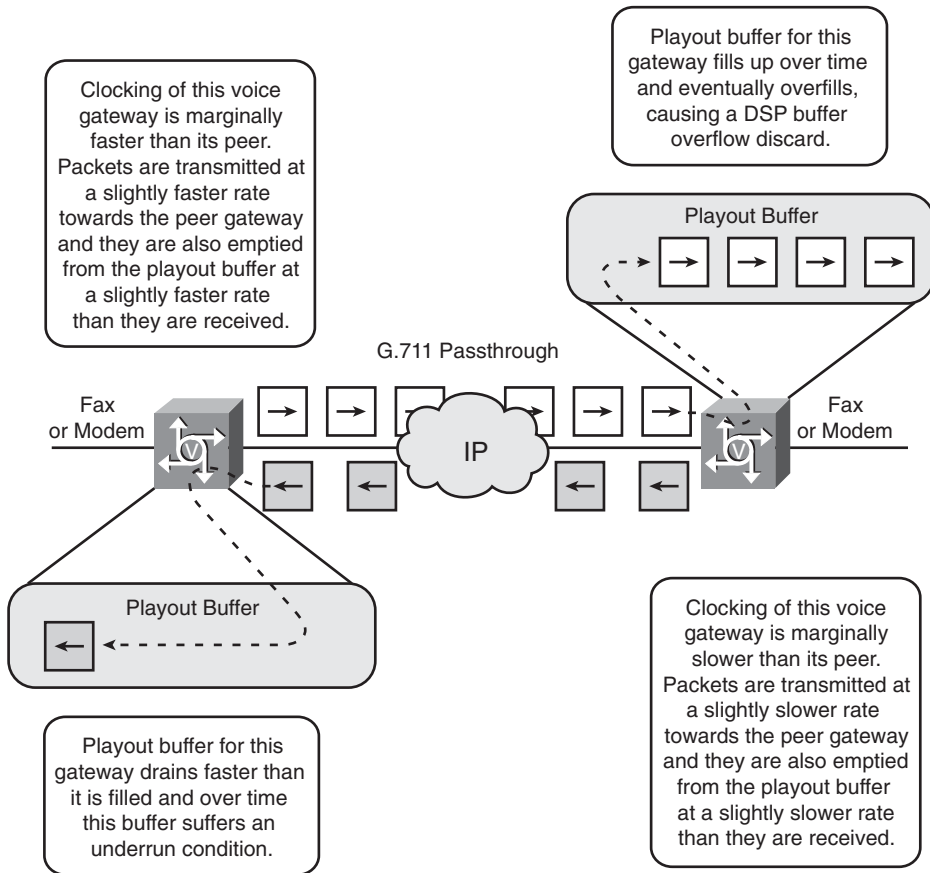 Playout buffer for this
gateway fills up over time
and eventually overfills,
causing a DSP buffer
overflow discard.
Clocking of this voice
gateway is marginally
faster than its peer.
Packets are transmitted at
a slightly faster rate
towards the peer gateway
and they are also emptied
from the playout buffer at
a slightly faster rate
than they are received.
Playout Buffer
G.711 Passthrough
Fax
or Modem
V
IP
V
Fax
or Modem
Playout Buffer
Playout buffer for this
gateway drains faster than
it is filled and over time
this buffer suffers an
underrun condition.
Clocking of this voice
gateway is marginally
slower than its peer.
Packets are transmitted at
a slightly slower rate
towards the peer gateway
and they are also emptied
from the playout buffer
at a slightly slower rate
than they are received.